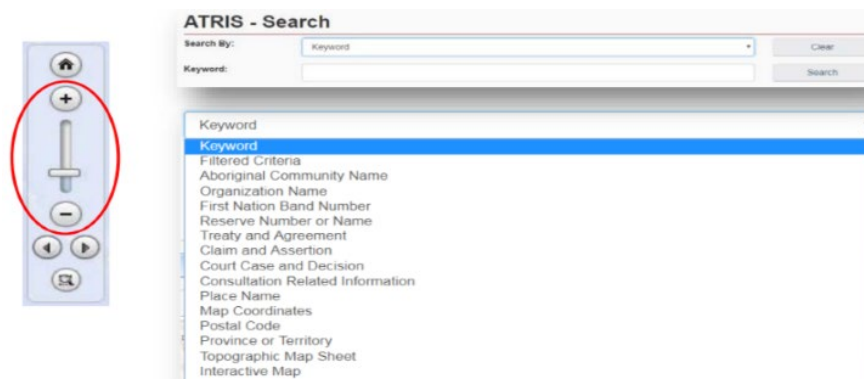 ATRIS - Search
Search By:
Keyword
Clear
Keyword:
Search
Keyword
Keyword
Filtered Criteria
Aboriginal Community Name
Organization Name
First Nation Band Number
Reserve Number or Name
Treaty and Agreement
Claim and Assertion
Court Case and Decision
Consultation Related Information
Place Name
Map Coordinates
Postal Code
Province or Territory
Topographic Map Sheet
Interactive Map